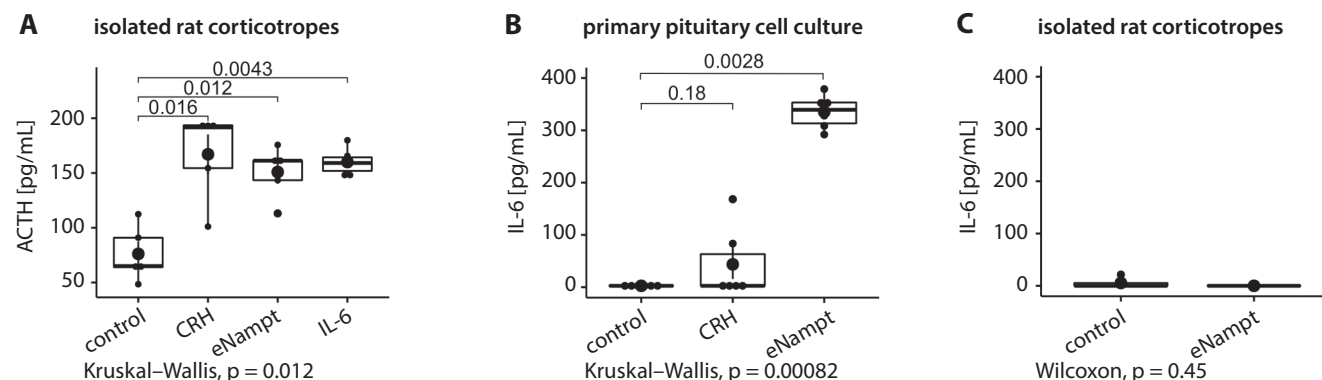 A isolated rat corticotropes
ACTH [pg/mL]
200
150
100
50
0.0043
0.012
0.016
control
CRH
eNampt
IL-6
Kruskal–Wallis, p = 0.012
B primary pituitary cell culture
IL-6 [pg/mL]
400
300
200
100
0
0.0028
0.18
control
CRH
eNampt
Kruskal–Wallis, p = 0.00082
C isolated rat corticotropes
IL-6 [pg/mL]
400
300
200
100
0
control
eNampt
Wilcoxon, p = 0.45